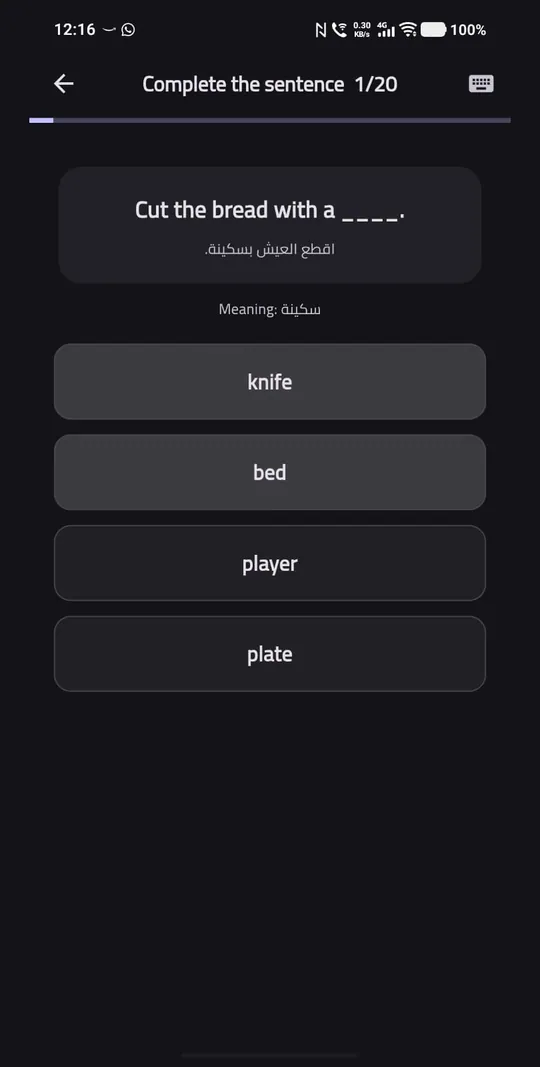 12:16
0.30 KB/s 4G 100%
Complete the sentence 1/20
Cut the bread with a ____.
اقطع العيش بسكينة.
Meaning: سكينة
knife
bed
player
plate